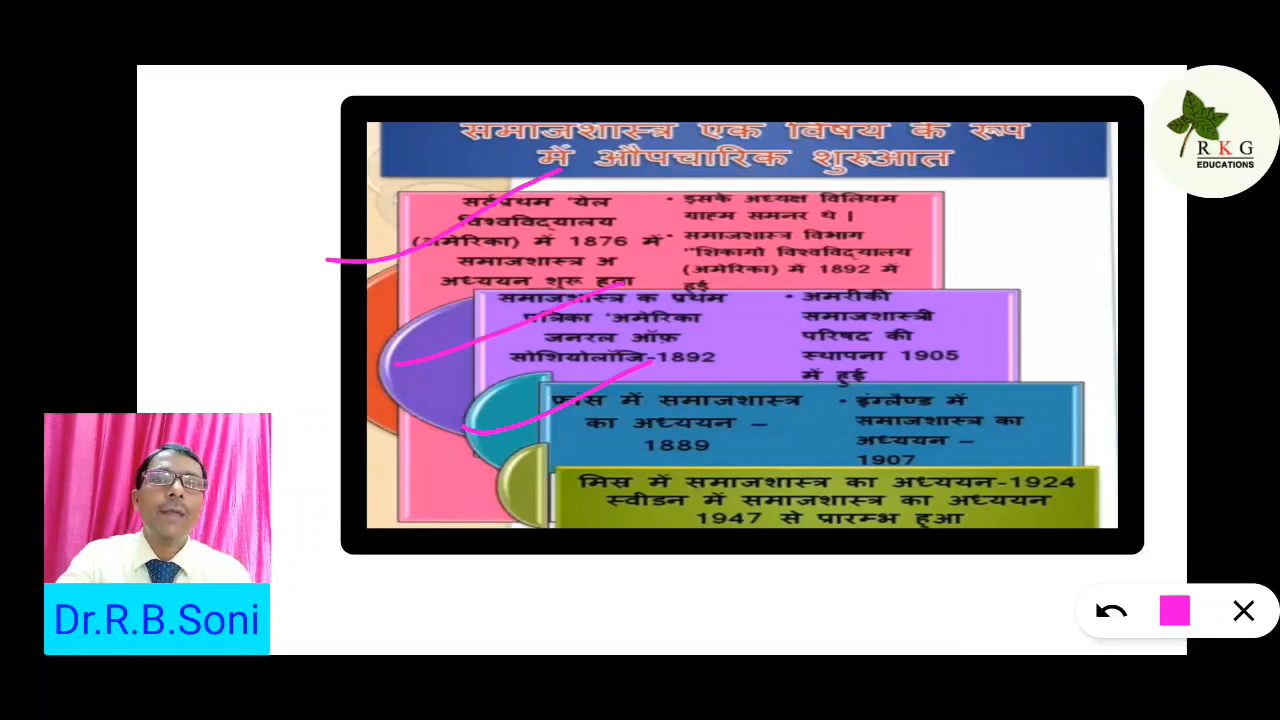 समाजशास्त्र एक विषय के रूप
में औपचारिक शुरुआत
सर्वप्रथम 'येल
विश्वविद्यालय
(अमेरिका) में 1876 में
समाजशास्त्र अ
अध्ययन शुरू हुता
• इसके अध्यक्ष विलियम
ग्राह्म समनर थे ।
• समाजशास्त्र विभाग
"शिकागो विश्वविद्यालय
(अमेरिका) में 1892 में
हुई
समाजशास्त्र क प्रथम
पत्रिका 'अमेरिका
जनरल ऑफ़
सोशियोलॉजि-1892
• अमरीकी
समाजशास्त्री
परिषद की
स्थापना 1905
में हुई
फ्रांस में समाजशास्त्र
का अध्ययन –
1889
• इंग्लैण्ड में
समाजशास्त्र का
अध्ययन –
1907
मिस में समाजशास्त्र का अध्ययन-1924
स्वीडन में समाजशास्त्र का अध्ययन
1947 से प्रारम्भ हुआ
RKG
EDUCATIONS
Dr.R.B.Soni